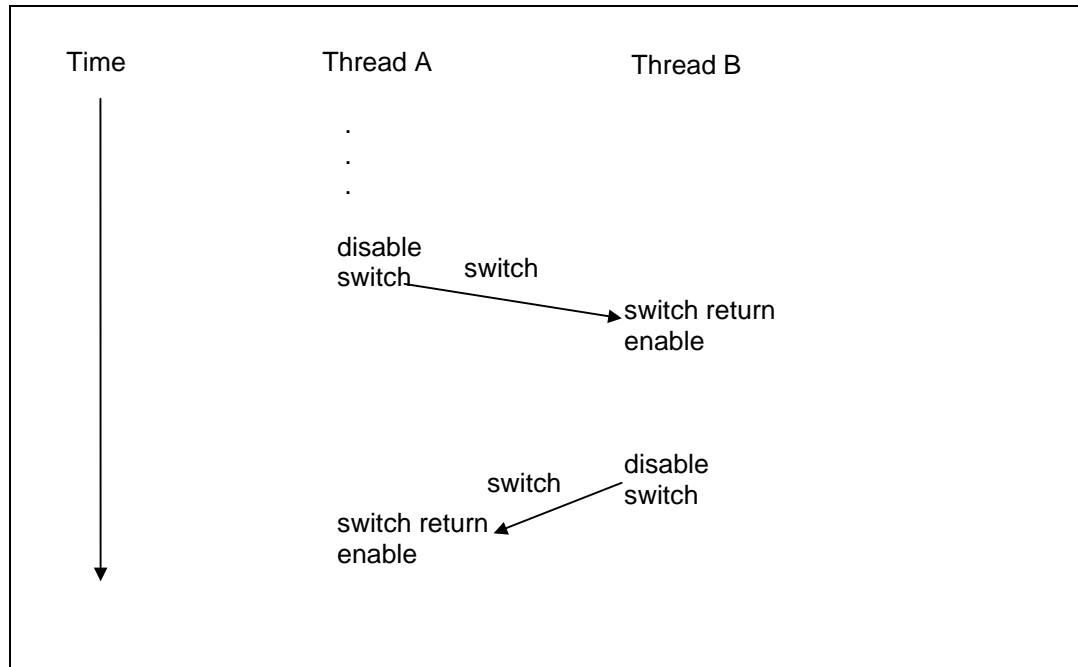 Time
Thread A
Thread B
.
.
.
disable
switch
switch
switch return
enable
disable
switch
switch
switch return
enable